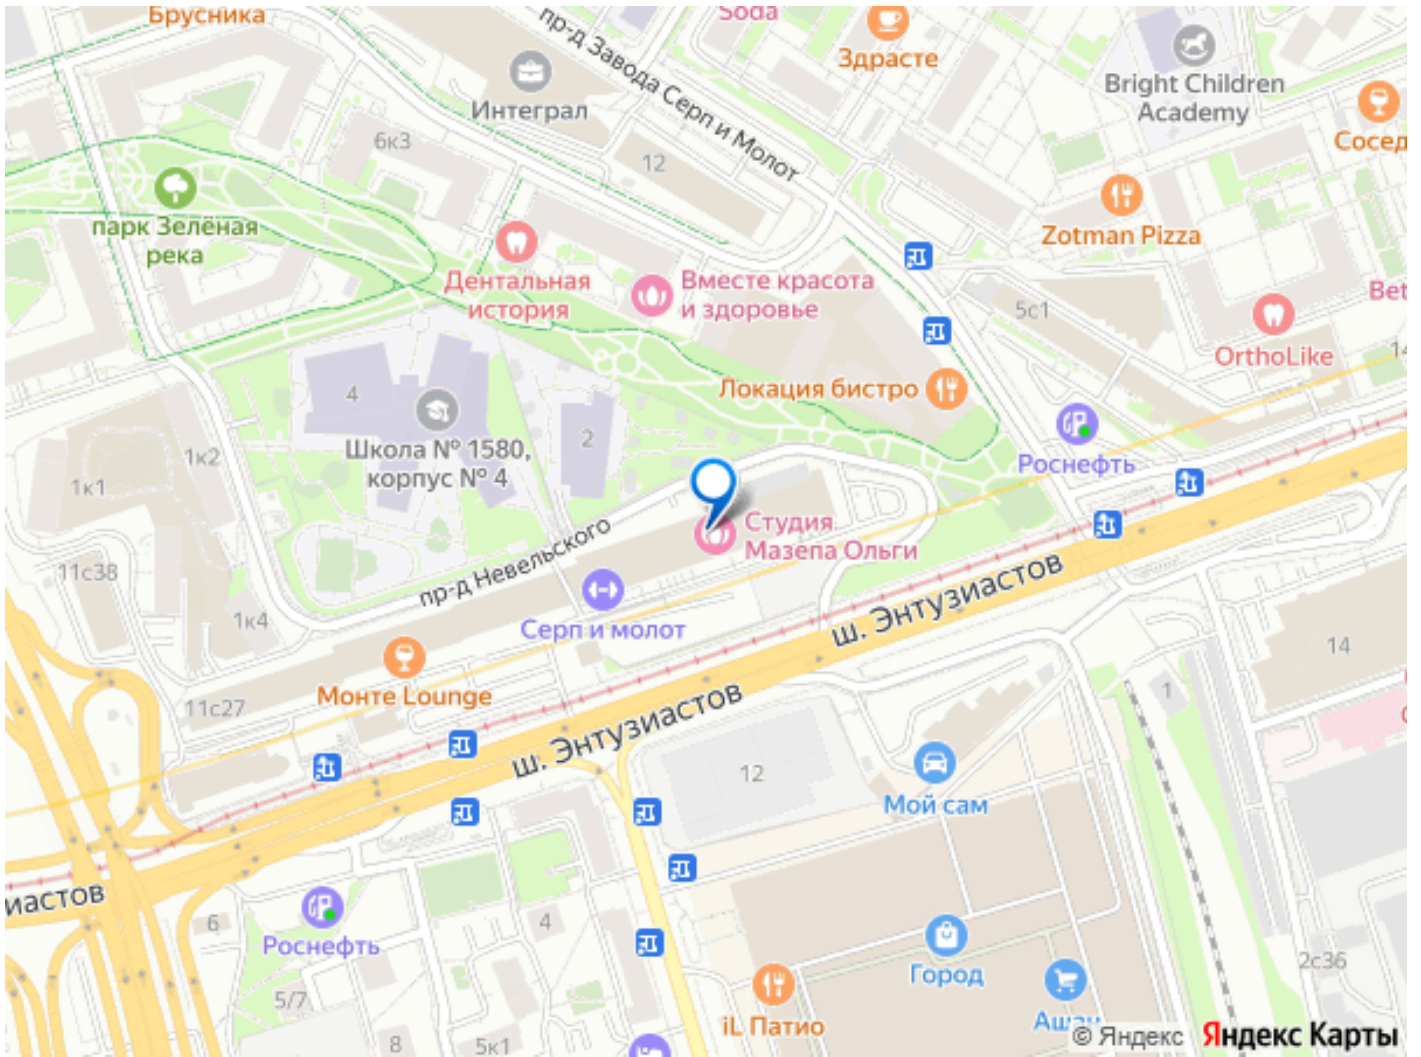 Брусника
Soda
пр-д Завода Серп и Молот
Здрасте
Bright Children
Academy
Интеграл
6к3
12
Zotman Pizza
парк Зелёная
река
Дентальная
история
Вместе красота
и здоровье
5с1
OrthoLike
Локация бистро
4
2
Школа № 1580,
корпус № 4
Роснефть
1к2
1к1
Студия
Мазепа Ольги
пр-д Невельского
11с38
1к4
Серп и молот
ш. Энтузиастов
Монте Lounge
14
1
11с27
ш. Энтузиастов
12
Мой сам
6
4
Роснефть
Город
2с36
5/7
iL Патио
8
5к1
© Яндекс
Яндекс Карты